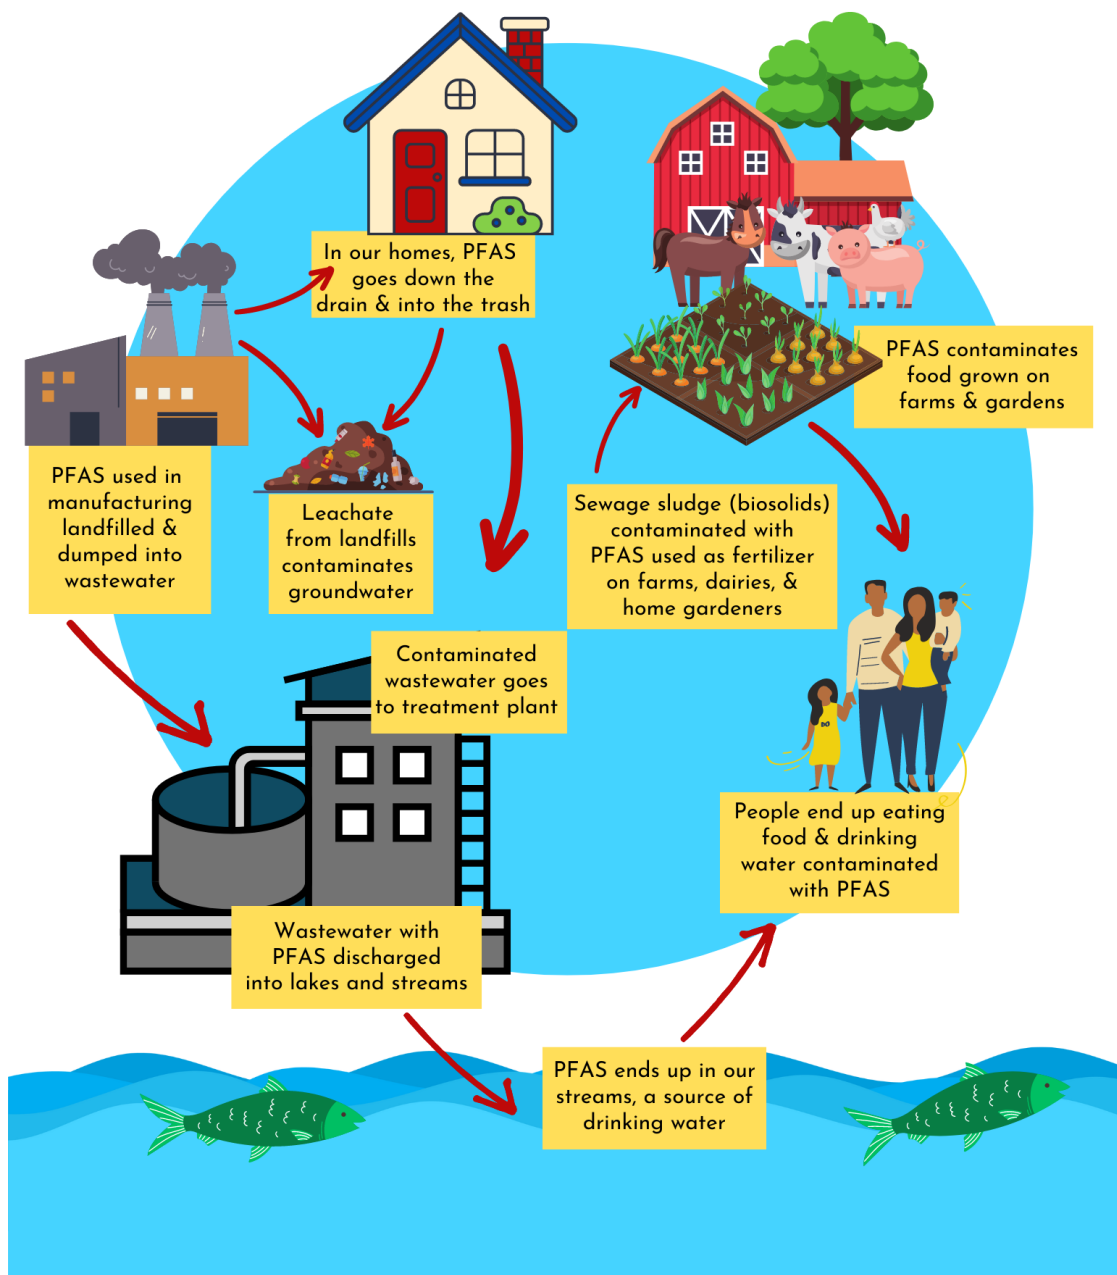 In our homes, PFAS
goes down the
drain & into the trash
PFAS contaminates
food grown on
farms & gardens
PFAS used in
manufacturing
landfilled &
dumped into
wastewater
Leachate
from landfills
contaminates
groundwater
Sewage sludge (biosolids)
contaminated with
PFAS used as fertilizer
on farms, dairies, &
home gardeners
Contaminated
wastewater goes
to treatment plant
People end up eating
food & drinking
water contaminated
with PFAS
Wastewater with
PFAS discharged
into lakes and streams
PFAS ends up in our
streams, a source of
drinking water